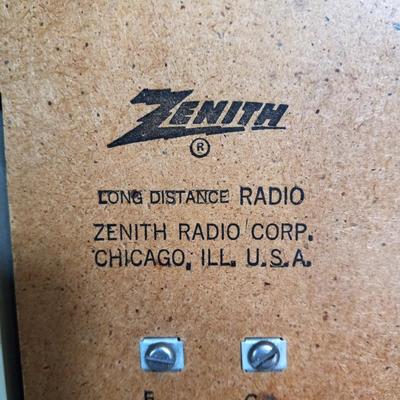 ZENITH
®
LONG DISTANCE RADIO
ZENITH RADIO CORP.
CHICAGO, ILL. U.S.A.